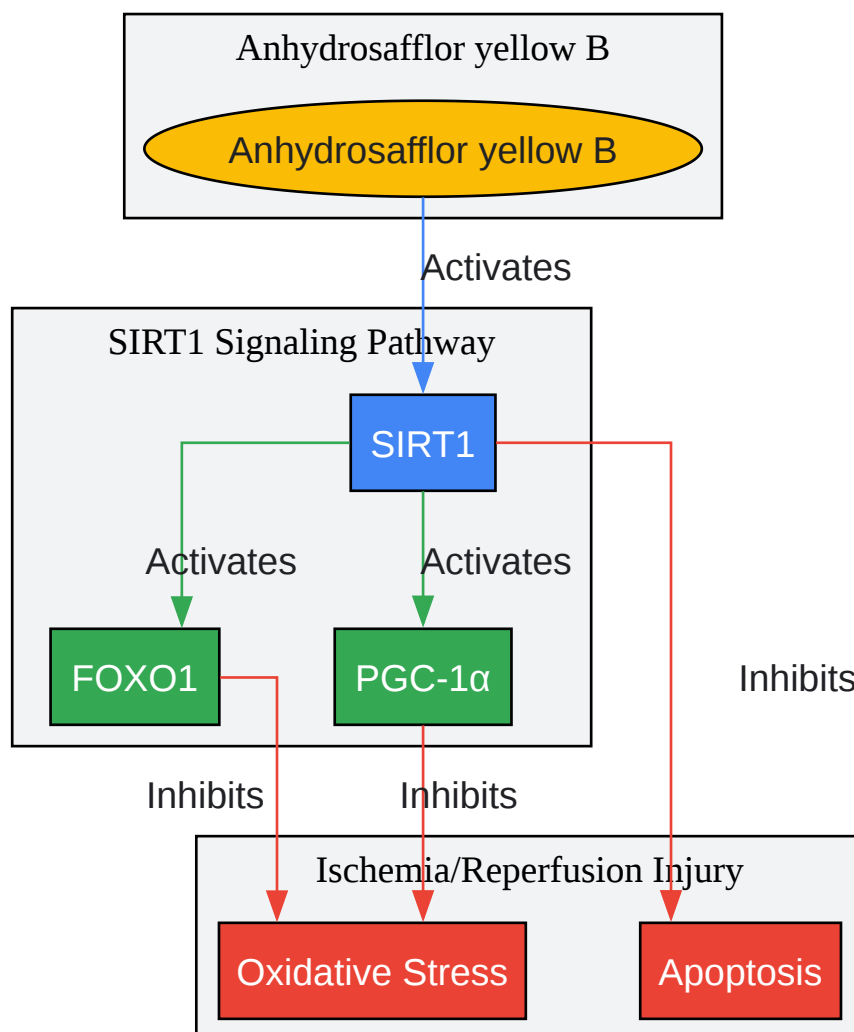 Anhydrosafflor yellow B
Anhydrosafflor yellow B
Activates
SIRT1 Signaling Pathway
SIRT1
Activates
Activates
FOXO1
PGC-1α
Inhibits
Inhibits
Inhibits
Ischemia/Reperfusion Injury
Oxidative Stress
Apoptosis